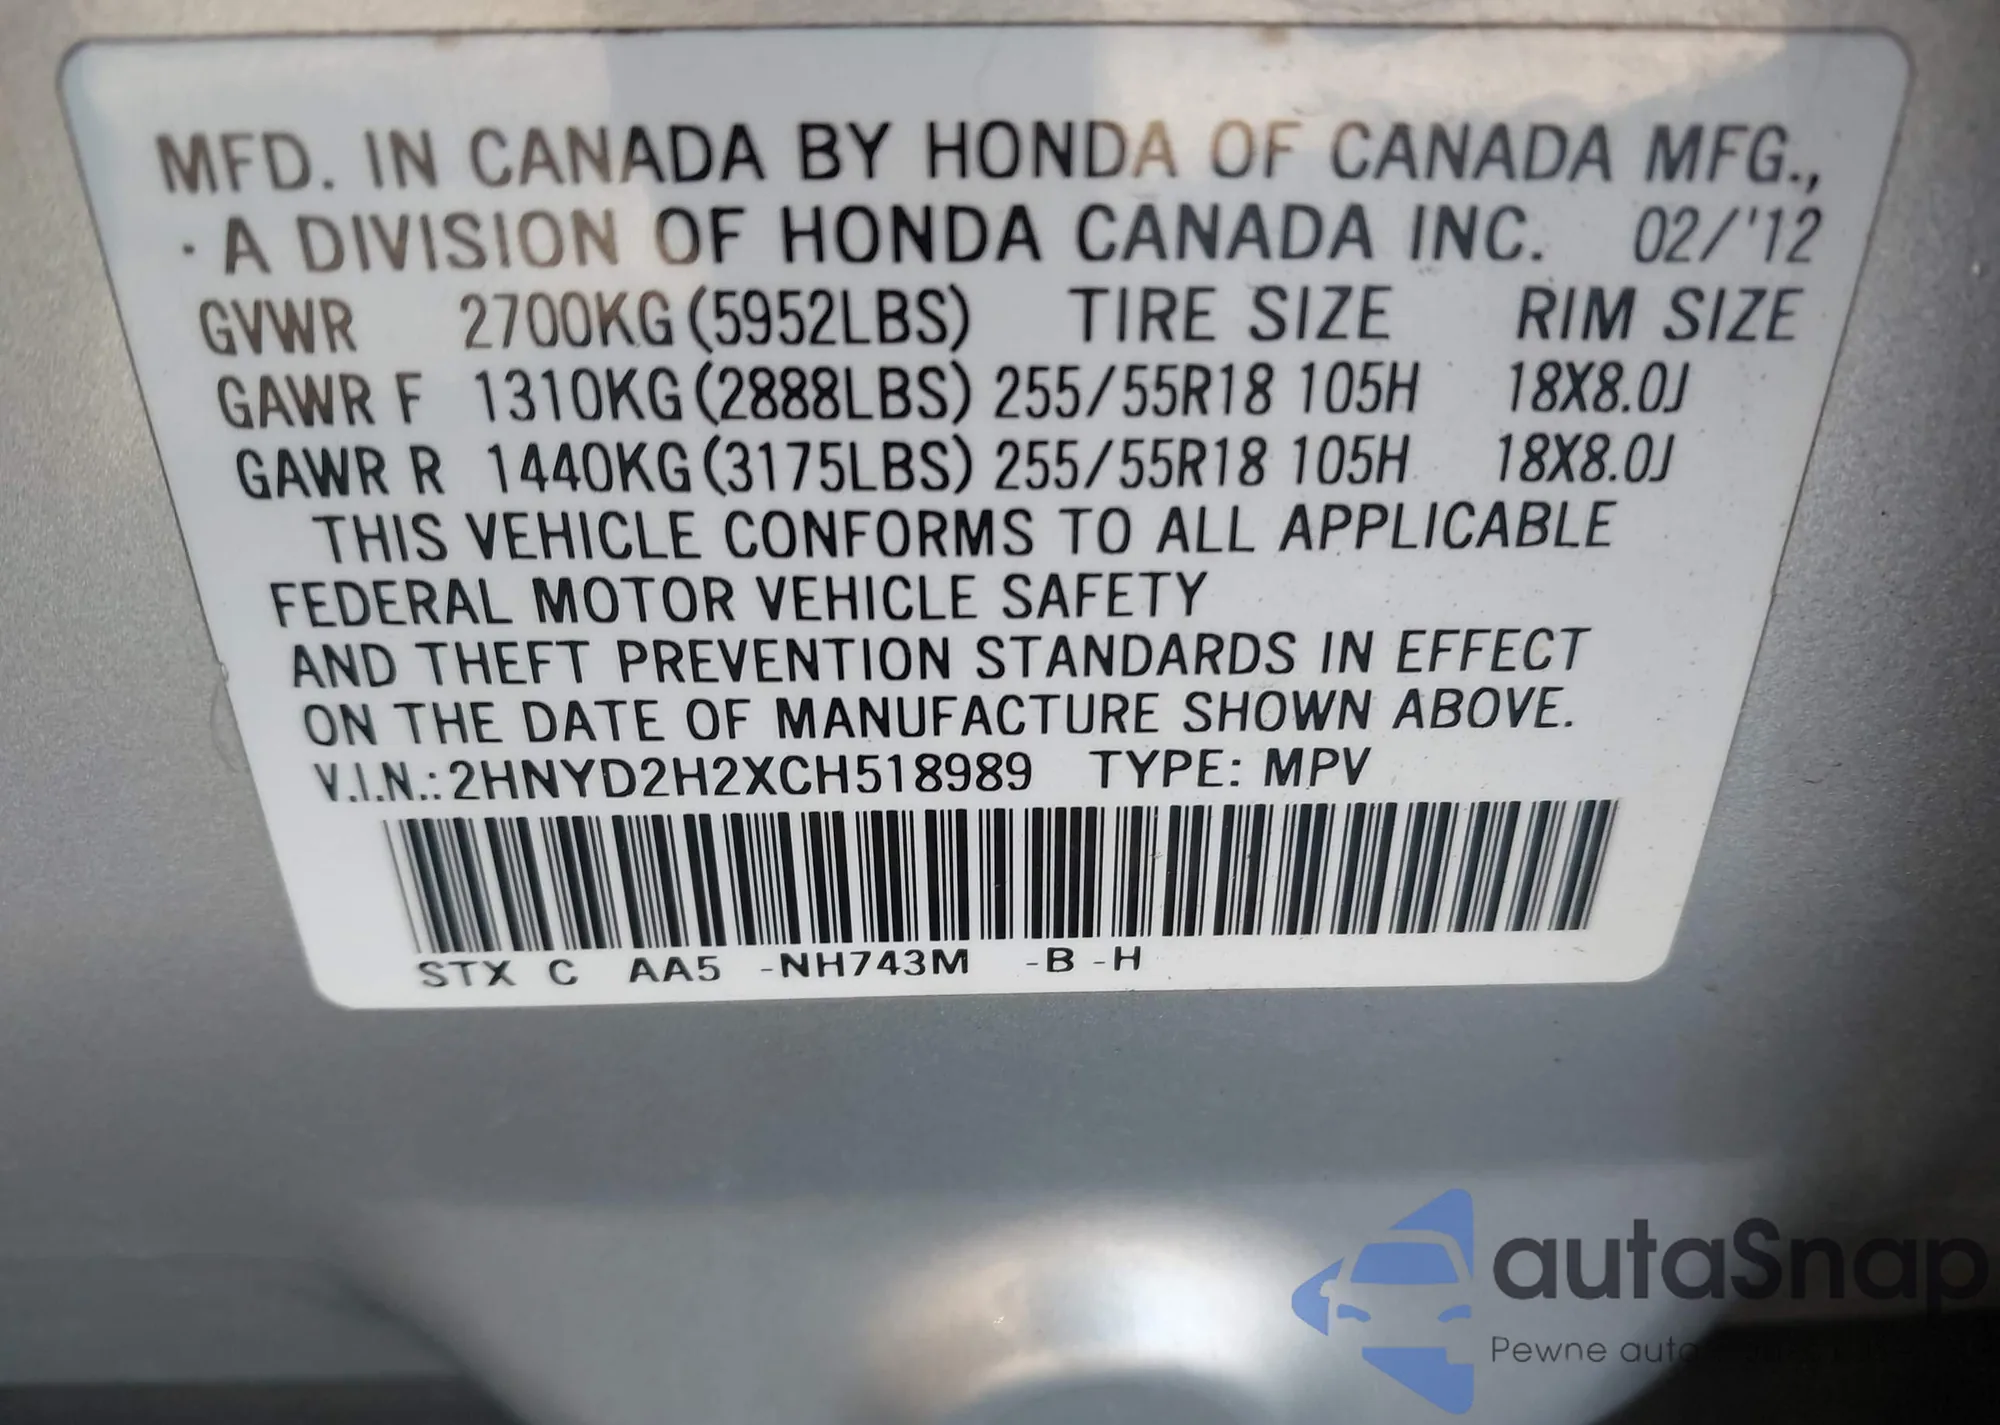 MFD. IN CANADA BY HONDA OF CANADA MFG.,
A DIVISION OF HONDA CANADA INC. 02/'12
GVWR 2700KG (5952LBS) TIRE SIZE RIM SIZE
GAWR F 1310KG (2888LBS) 255/55R18 105H 18X8.0J
GAWR R 1440KG (3175LBS) 255/55R18 105H 18X8.0J
THIS VEHICLE CONFORMS TO ALL APPLICABLE
FEDERAL MOTOR VEHICLE SAFETY
AND THEFT PREVENTION STANDARDS IN EFFECT
ON THE DATE OF MANUFACTURE SHOWN ABOVE.
V.I.N.: 2HNYD2H2XCH518989 TYPE: MPV
STX C AA5 -NH743M -B -H
autaSnap
Pewne